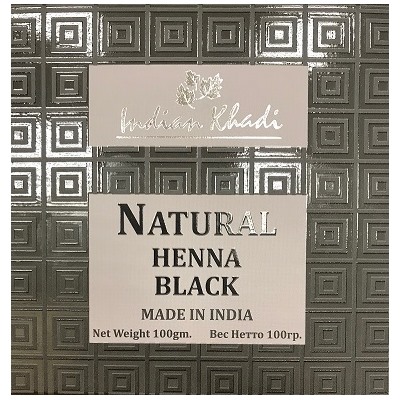 Indian Khadi
NATURAL
HENNA
BLACK
MADE IN INDIA
Net Weight 100gm. Вес Нетто 100гр.